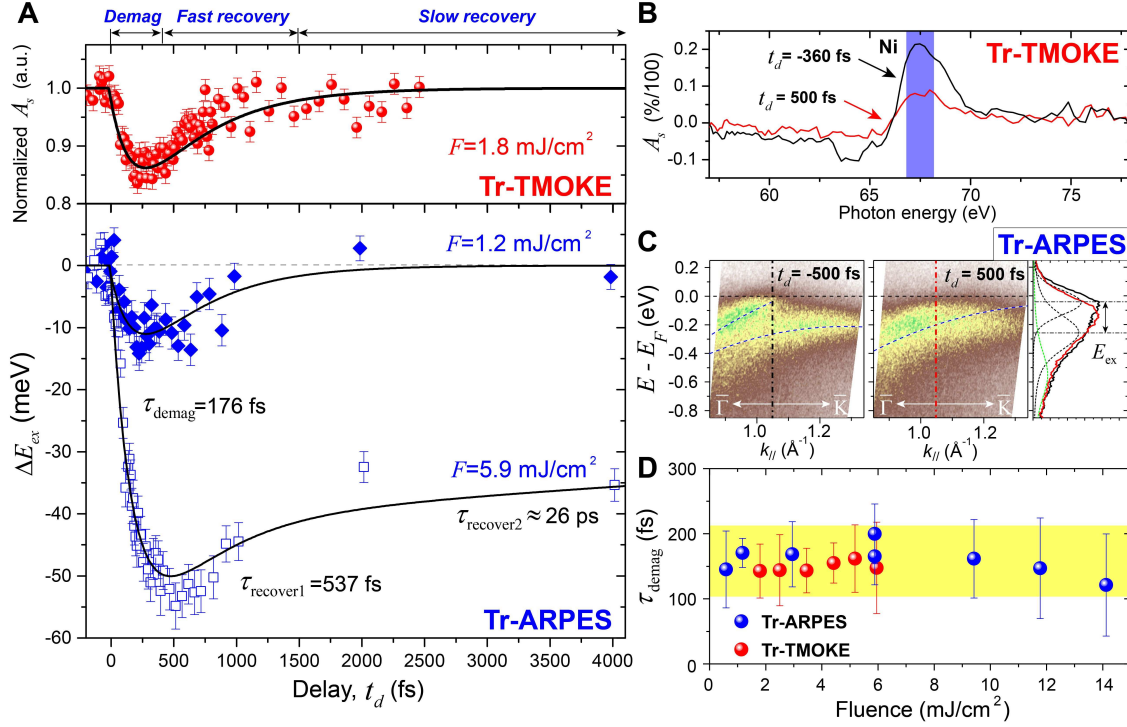 A
Demag
Fast recovery
Slow recovery
Normalized A_s (a.u.)
1.0
0.9
0.8
F=1.8 mJ/cm²
Tr-TMOKE
ΔE_ex (meV)
0
-10
-20
-30
-40
-50
-60
F=1.2 mJ/cm²
τ_demag=176 fs
F=5.9 mJ/cm²
τ_recover2≈ 26 ps
τ_recover1=537 fs
Tr-ARPES
0 500 1000 1500 2000 2500 3000 3500 4000
Delay, t_d (fs)
B
A_s (%/100)
0.2
0.1
0.0
-0.1
t_d = -360 fs
Ni
Tr-TMOKE
t_d = 500 fs
60 65 70 75
Photon energy (eV)
C
Tr-ARPES
E - E_F (eV)
0.2
0.0
-0.2
-0.4
-0.6
-0.8
t_d = -500 fs
t_d = 500 fs
E_ex
Γ̅ K̅
Γ̅ K̅
1.0 1.2
1.0 1.2
k_// (Å⁻¹)
k_// (Å⁻¹)
D
τ_demag (fs)
300
200
100
0
Tr-ARPES
Tr-TMOKE
0 2 4 6 8 10 12 14
Fluence (mJ/cm²)